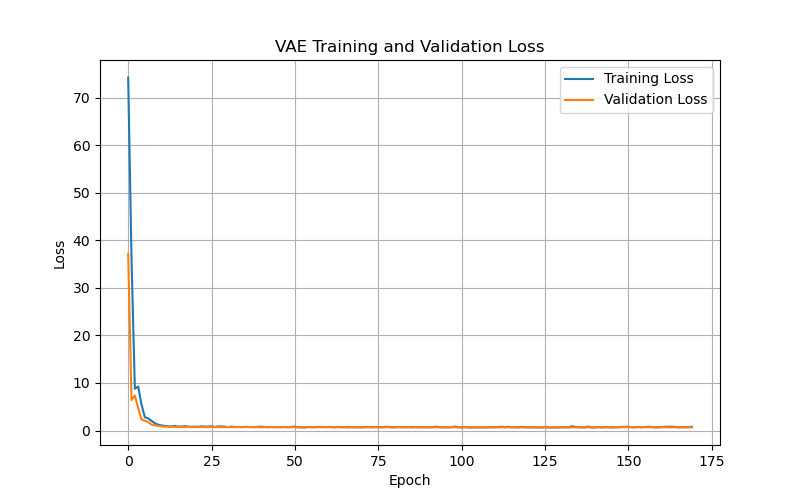 VAE Training and Validation Loss
Training Loss
Validation Loss
70
60
50
40
30
20
10
0
Loss
0 25 50 75 100 125 150 175
Epoch